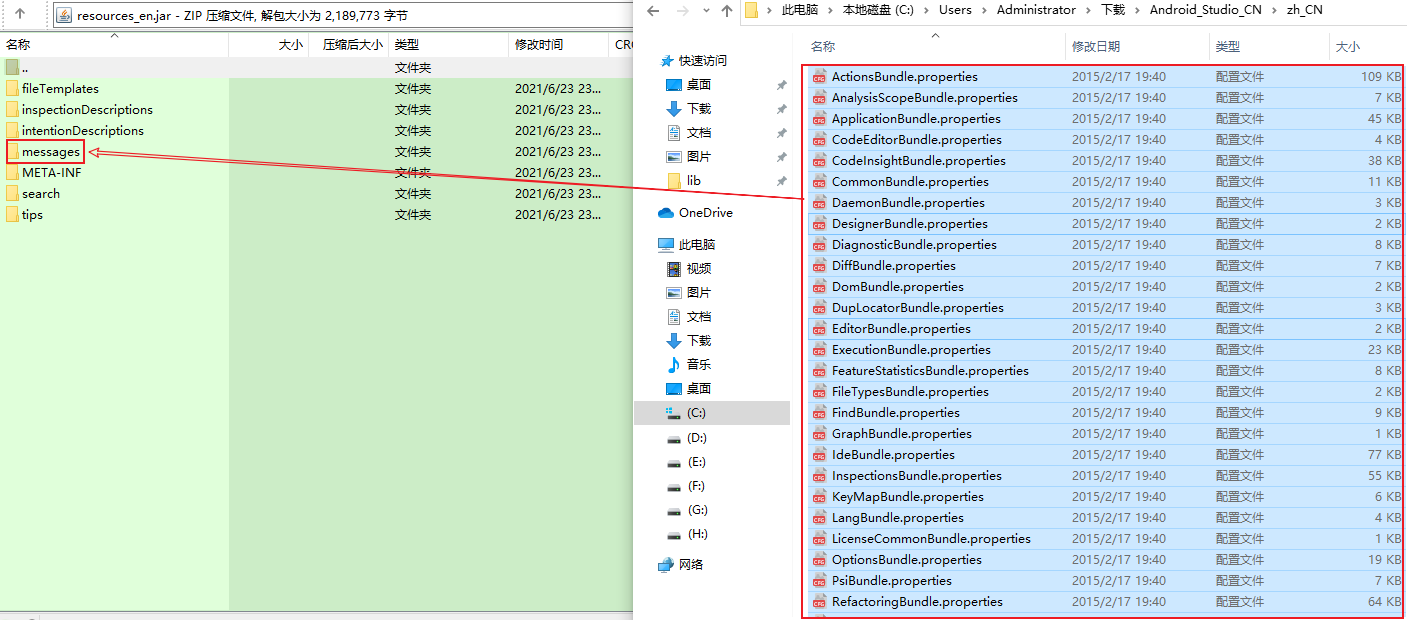 resources_en.jar - ZIP 压缩文件, 解包大小为 2,189,773 字节
名称 大小 压缩后大小 类型 修改时间 CRC
.. 文件夹
fileTemplates 文件夹 2021/6/23 23...
inspectionDescriptions 文件夹 2021/6/23 23...
intentionDescriptions 文件夹 2021/6/23 23...
messages 文件夹 2021/6/23 23...
META-INF 文件夹 2021/6/23 23...
search 文件夹 2021/6/23 23...
tips 文件夹 2021/6/23 23...
此电脑 › 本地磁盘 (C:) › Users › Administrator › 下载 › Android_Studio_CN › zh_CN
快速访问
桌面
下载
文档
图片
lib
OneDrive
此电脑
视频
图片
文档
下载
音乐
桌面
(C:)
(D:)
(E:)
(F:)
(G:)
(H:)
网络
名称 修改日期 类型 大小
ActionsBundle.properties 2015/2/17 19:40 配置文件 109 KB
AnalysisScopeBundle.properties 2015/2/17 19:40 配置文件 7 KB
ApplicationBundle.properties 2015/2/17 19:40 配置文件 45 KB
CodeEditorBundle.properties 2015/2/17 19:40 配置文件 4 KB
CodeInsightBundle.properties 2015/2/17 19:40 配置文件 38 KB
CommonBundle.properties 2015/2/17 19:40 配置文件 11 KB
DaemonBundle.properties 2015/2/17 19:40 配置文件 3 KB
DesignerBundle.properties 2015/2/17 19:40 配置文件 2 KB
DiagnosticBundle.properties 2015/2/17 19:40 配置文件 8 KB
DiffBundle.properties 2015/2/17 19:40 配置文件 7 KB
DomBundle.properties 2015/2/17 19:40 配置文件 2 KB
DupLocatorBundle.properties 2015/2/17 19:40 配置文件 3 KB
EditorBundle.properties 2015/2/17 19:40 配置文件 2 KB
ExecutionBundle.properties 2015/2/17 19:40 配置文件 23 KB
FeatureStatisticsBundle.properties 2015/2/17 19:40 配置文件 8 KB
FileTypesBundle.properties 2015/2/17 19:40 配置文件 2 KB
FindBundle.properties 2015/2/17 19:40 配置文件 9 KB
GraphBundle.properties 2015/2/17 19:40 配置文件 1 KB
IdeBundle.properties 2015/2/17 19:40 配置文件 77 KB
InspectionsBundle.properties 2015/2/17 19:40 配置文件 55 KB
KeyMapBundle.properties 2015/2/17 19:40 配置文件 6 KB
LangBundle.properties 2015/2/17 19:40 配置文件 4 KB
LicenseCommonBundle.properties 2015/2/17 19:40 配置文件 1 KB
OptionsBundle.properties 2015/2/17 19:40 配置文件 19 KB
PsiBundle.properties 2015/2/17 19:40 配置文件 7 KB
RefactoringBundle.properties 2015/2/17 19:40 配置文件 64 KB